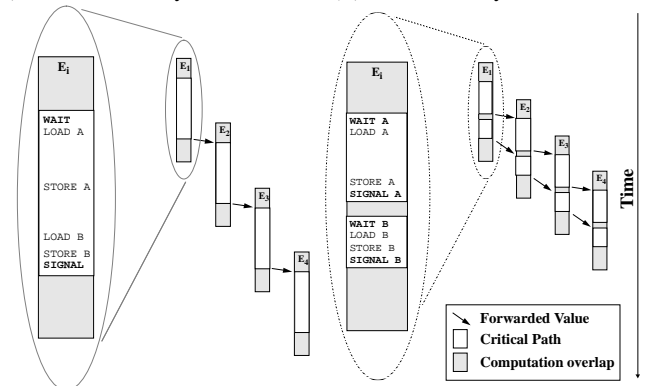 Ei
WAIT
LOAD A
STORE A
LOAD B
STORE B
SIGNAL
E1
E2
E3
E4
Ei
WAIT A
LOAD A
STORE A
SIGNAL A
WAIT B
LOAD B
STORE B
SIGNAL B
E1
E2
E3
E4
Time
Forwarded Value
Critical Path
Computation overlap